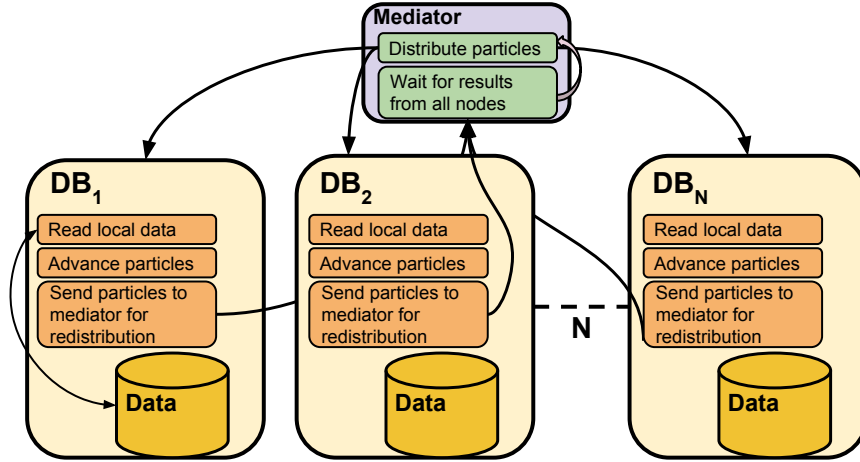 Mediator
Distribute particles
Wait for results
from all nodes
DB1
Read local data
Advance particles
Send particles to
mediator for
redistribution
Data
DB2
Read local data
Advance particles
Send particles to
mediator for
redistribution
Data
N
DBN
Read local data
Advance particles
Send particles to
mediator for
redistribution
Data